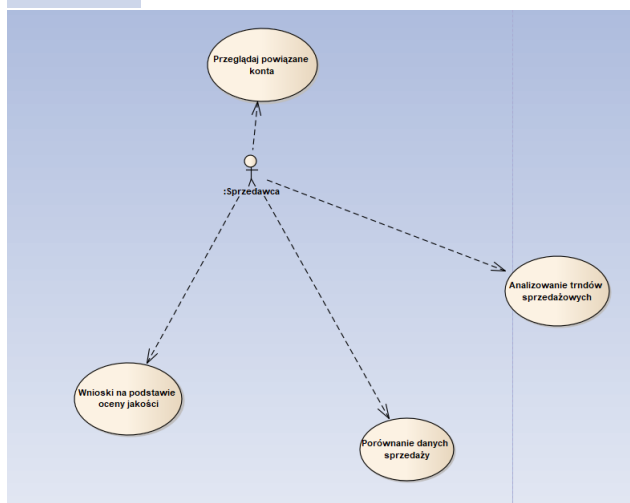 Przeglądaj powiązane
konta
:Sprzedawca
Analizowanie trndów
sprzedażowych
Wnioski na podstawie
oceny jakości
Porównanie danych
sprzedaży